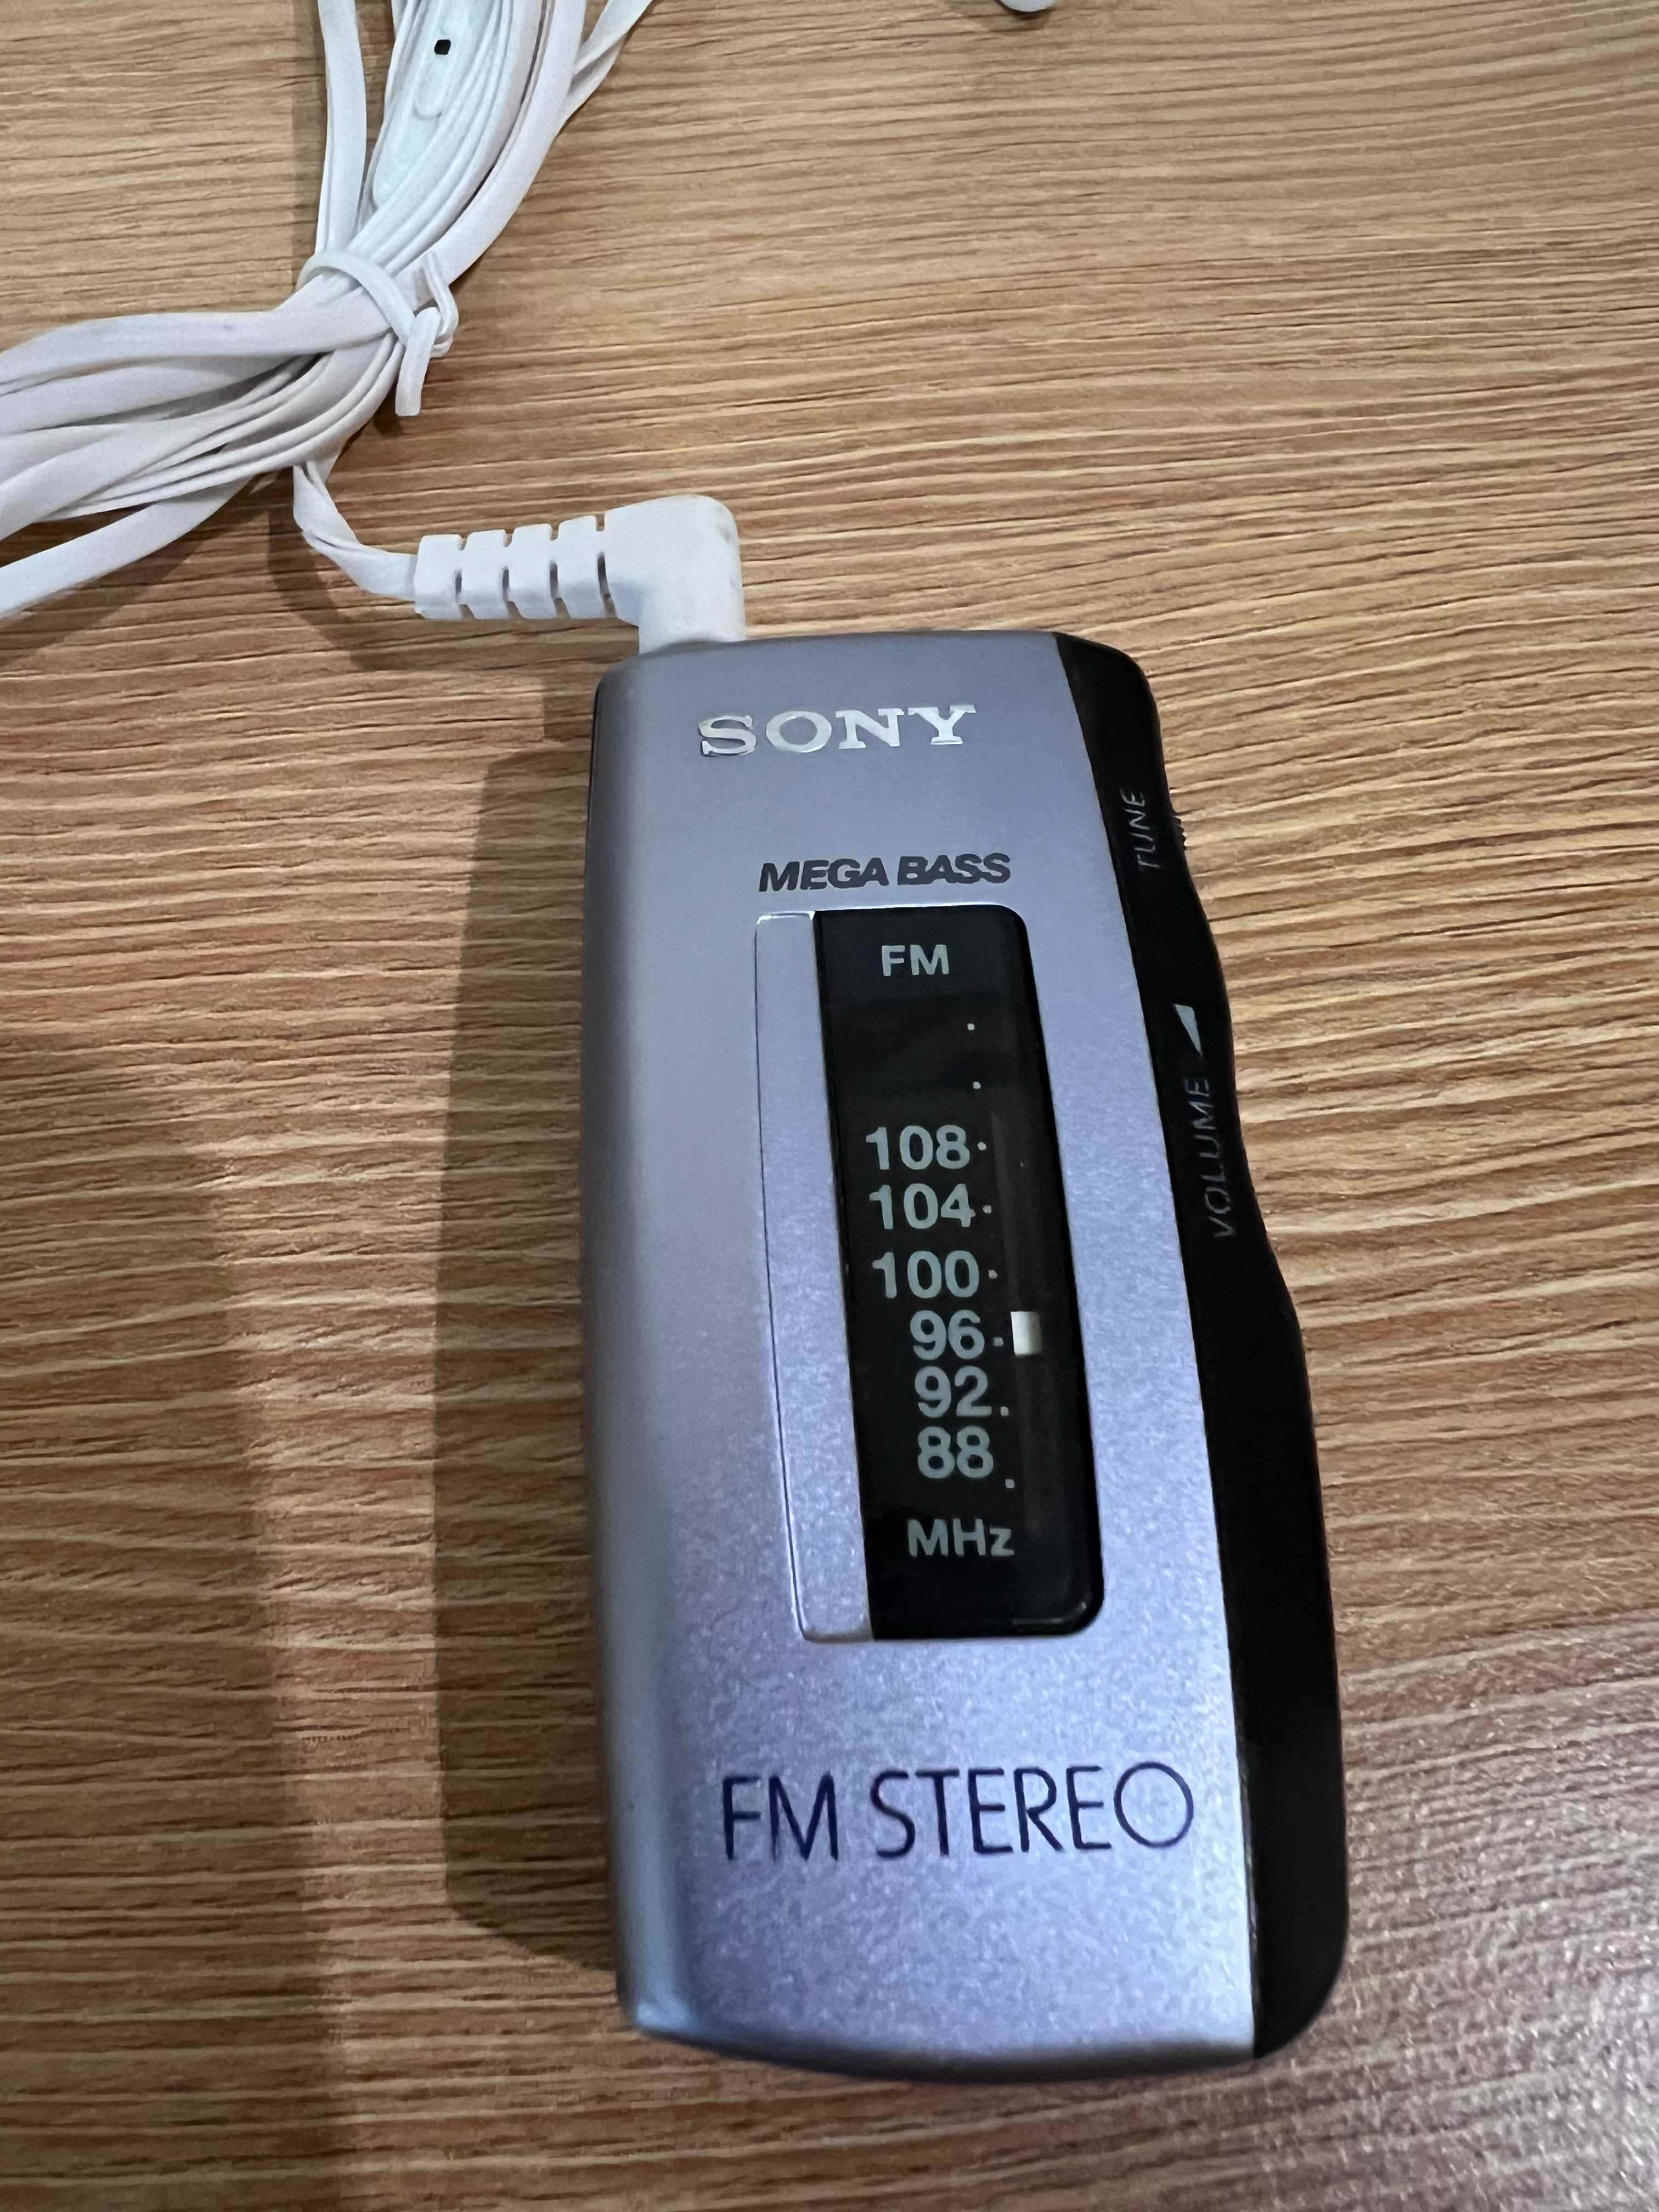 SONY
TUNE
MEGA BASS
FM
VOLUME
108
104
100
96
92
88
MHz
FM STEREO